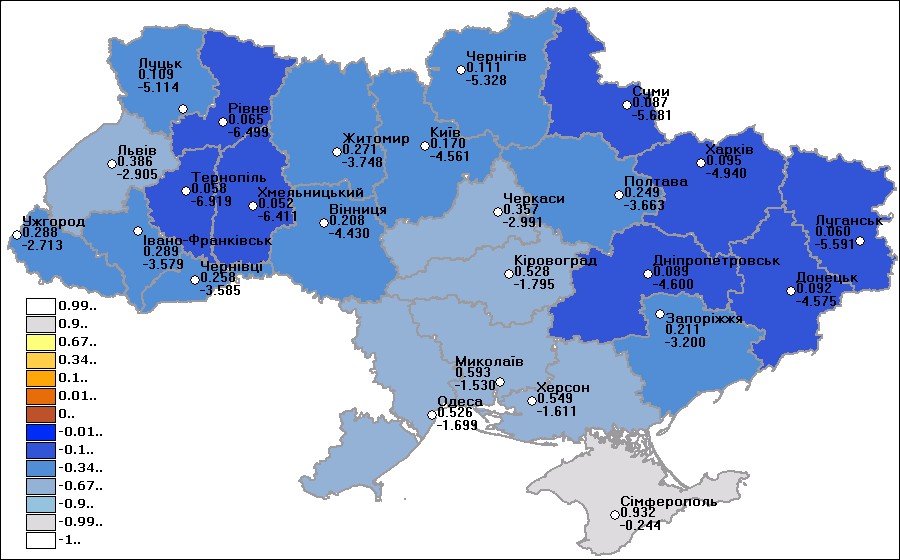 Чернігів
0.111
-5.328
Луцьк
0.109
-5.114
Суми
0.087
-5.681
Рівне
0.065
-6.499
Житомир
0.271
-3.748
Київ
0.170
-4.561
Харків
0.095
-4.940
Львів
0.386
-2.905
Тернопіль
0.058
-6.919
Хмельницький
0.052
-6.411
Полтава
0.249
-3.663
Черкаси
0.357
-2.991
Вінниця
0.208
-4.430
Ужгород
0.288
-2.713
Луганськ
0.060
-5.591
Івано-Франківськ
0.289
-3.579
Чернівці
0.258
-3.585
Кіровоград
0.528
-1.795
Дніпропетровськ
0.089
-4.600
Донецьк
0.092
-4.575
Запоріжжя
0.211
-3.200
Миколаїв
0.593
-1.530
Херсон
0.549
-1.611
Одеса
0.526
-1.699
Сімферополь
0.932
-0.244
0.99..
0.9..
0.67..
0.34..
0.1..
0.01..
0..
-0.01..
-0.1..
-0.34..
-0.67..
-0.9..
-0.99..
-1..